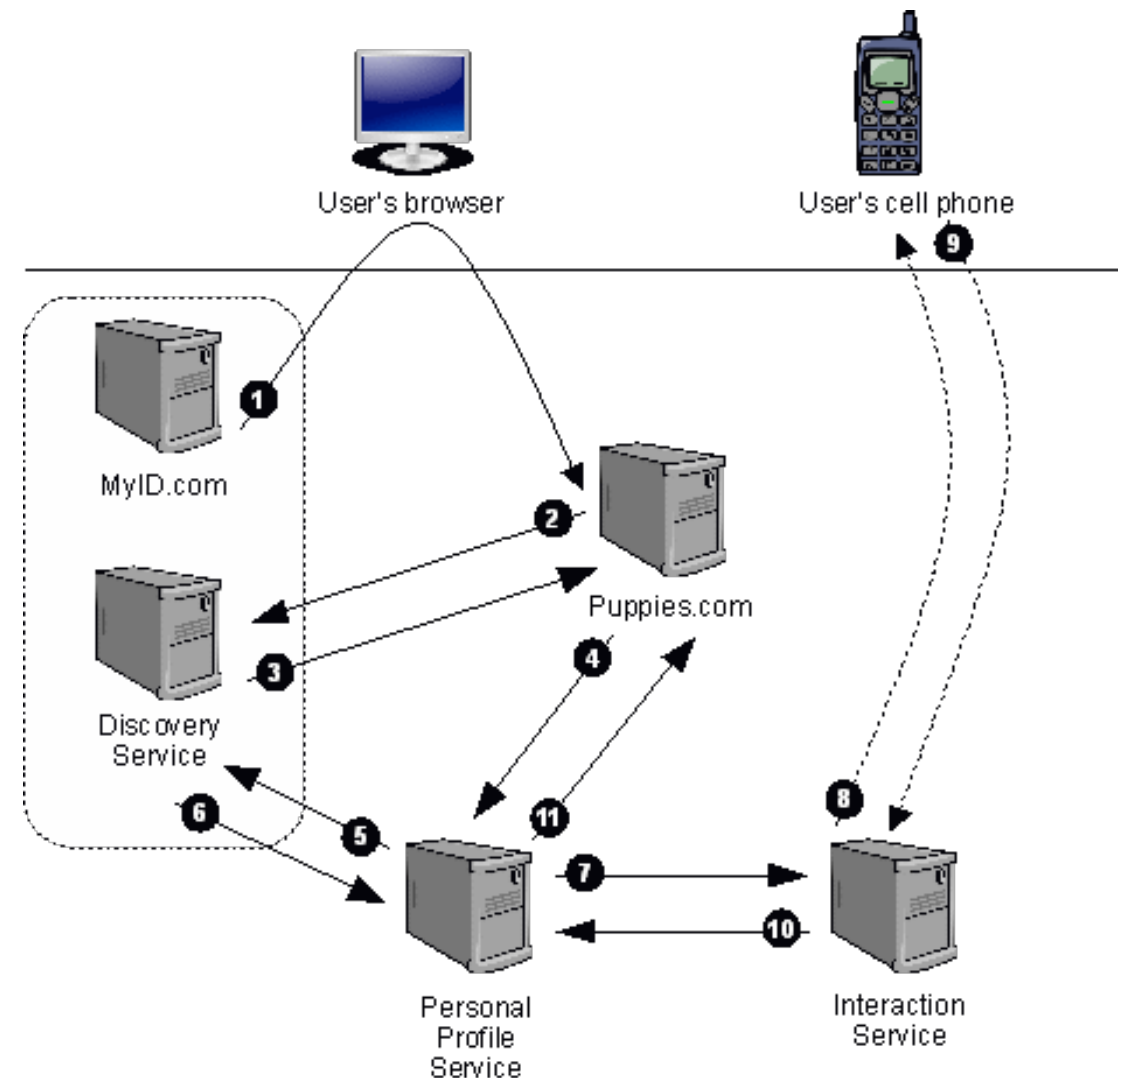 User's browser
User's cell phone
9
1
MyID.com
2
Puppies.com
3
4
Discovery
Service
6
5
11
8
7
10
Personal
Profile
Service
Interaction
Service